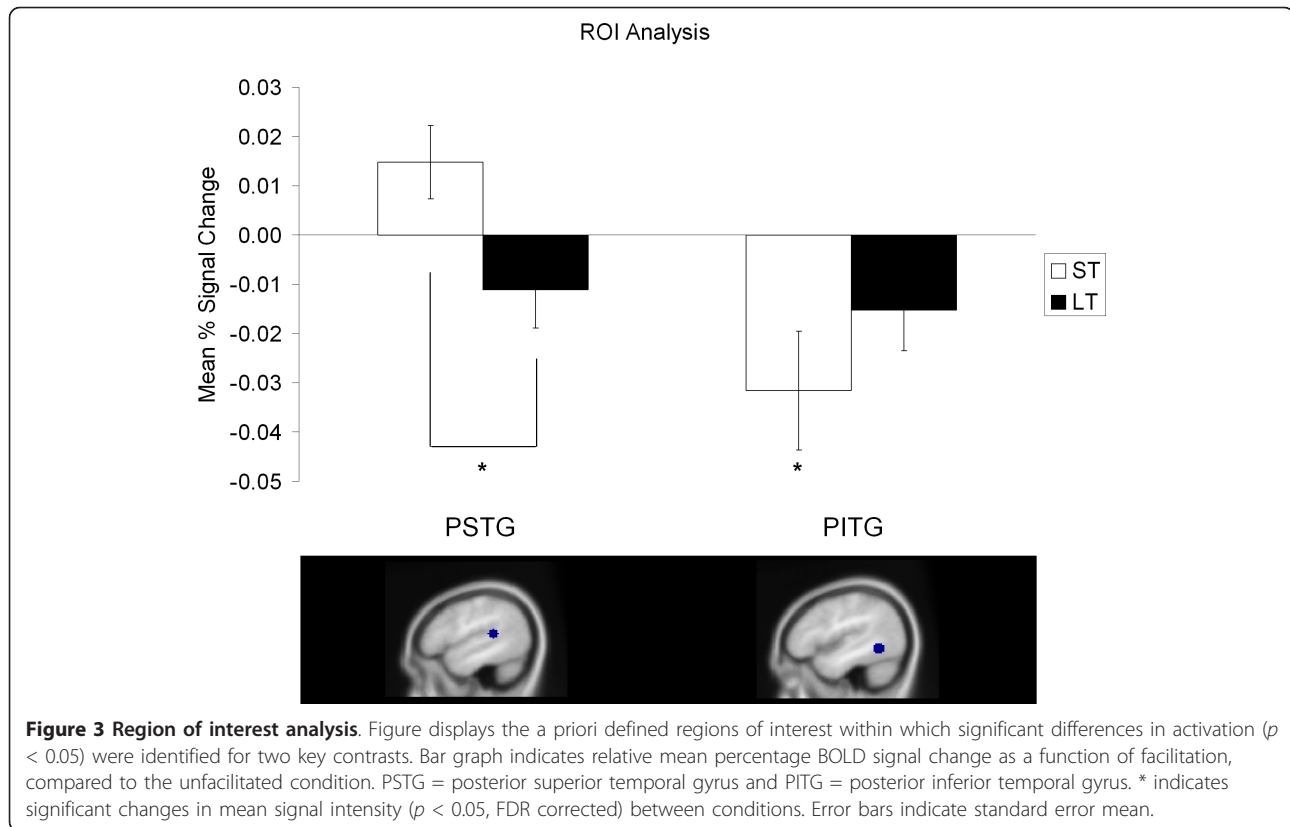 ROI Analysis
Mean % Signal Change
0.03
0.02
0.01
0.00
-0.01
-0.02
-0.03
-0.04
-0.05
*
*
ST
LT
PSTG
PITG
Figure 3 Region of interest analysis. Figure displays the a priori defined regions of interest within which significant differences in activation (p
< 0.05) were identified for two key contrasts. Bar graph indicates relative mean percentage BOLD signal change as a function of facilitation,
compared to the unfacilitated condition. PSTG = posterior superior temporal gyrus and PITG = posterior inferior temporal gyrus. * indicates
significant changes in mean signal intensity (p < 0.05, FDR corrected) between conditions. Error bars indicate standard error mean.